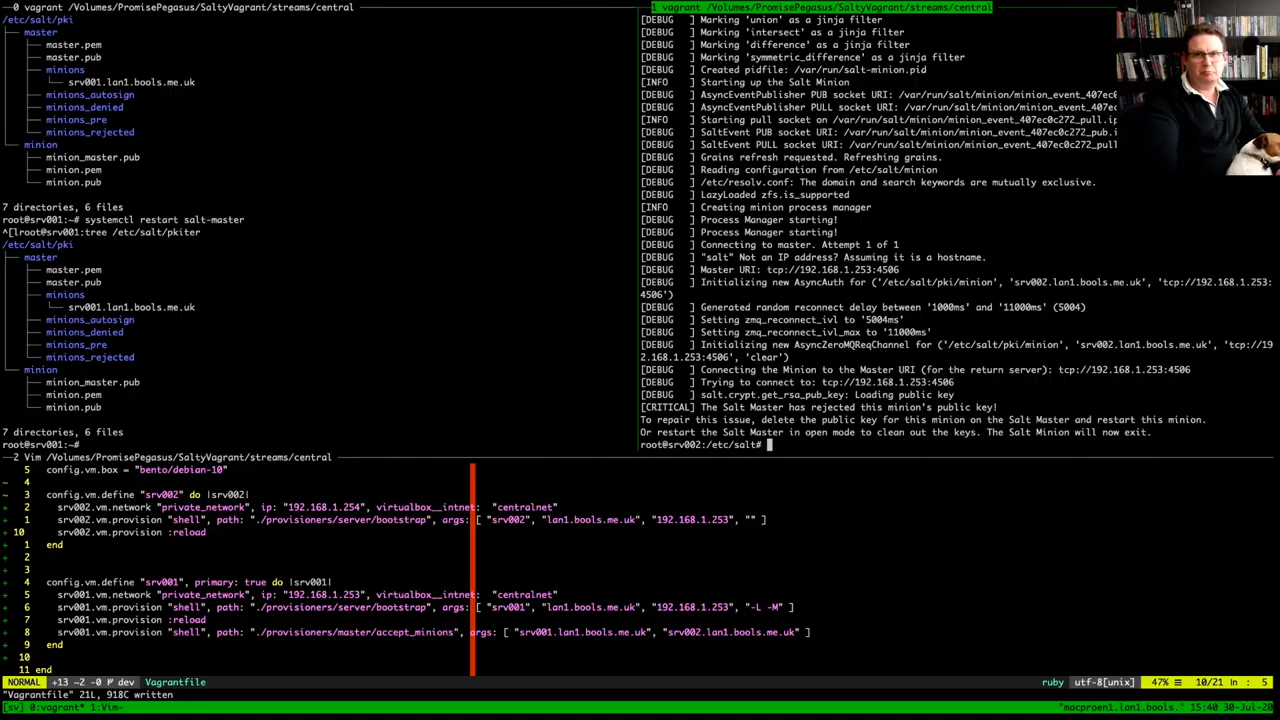 —0 vagrant /Volumes/PromisePegasus/SaltyVagrant/streams/central
/etc/salt/pki
├── master
│   ├── master.pem
│   ├── master.pub
│   ├── minions
│   │   └── srv001.lan1.bools.me.uk
│   ├── minions_autosign
│   ├── minions_denied
│   ├── minions_pre
│   └── minions_rejected
└── minion
    ├── minion_master.pub
    ├── minion.pem
    └── minion.pub
7 directories, 6 files
root@srv001:~# systemctl restart salt-master
^[lroot@srv001:tree /etc/salt/pkiter
/etc/salt/pki
├── master
│   ├── master.pem
│   ├── master.pub
│   ├── minions
│   │   └── srv001.lan1.bools.me.uk
│   ├── minions_autosign
│   ├── minions_denied
│   ├── minions_pre
│   └── minions_rejected
└── minion
    ├── minion_master.pub
    ├── minion.pem
    └── minion.pub
7 directories, 6 files
root@srv001:~#
1 vagrant /Volumes/PromisePegasus/SaltyVagrant/streams/central
[DEBUG   ] Marking 'union' as a jinja filter
[DEBUG   ] Marking 'intersect' as a jinja filter
[DEBUG   ] Marking 'difference' as a jinja filter
[DEBUG   ] Marking 'symmetric_difference' as a jinja filter
[DEBUG   ] Created pidfile: /var/run/salt-minion.pid
[INFO    ] Starting up the Salt Minion
[DEBUG   ] AsyncEventPublisher PUB socket URI: /var/run/salt/minion/minion_event_407ec0c
[DEBUG   ] AsyncEventPublisher PULL socket URI: /var/run/salt/minion/minion_event_407ec0
[INFO    ] Starting pull socket on /var/run/salt/minion/minion_event_407ec0c272_pull.ip
[DEBUG   ] SaltEvent PUB socket URI: /var/run/salt/minion/minion_event_407ec0c272_pub.i
[DEBUG   ] SaltEvent PULL socket URI: /var/run/salt/minion/minion_event_407ec0c272_pull
[DEBUG   ] Grains refresh requested. Refreshing grains.
[DEBUG   ] Reading configuration from /etc/salt/minion
[DEBUG   ] /etc/resolv.conf: The domain and search keywords are mutually exclusive.
[DEBUG   ] LazyLoaded zfs.is_supported
[INFO    ] Creating minion process manager
[DEBUG   ] Process Manager starting!
[DEBUG   ] Process Manager starting!
[DEBUG   ] Connecting to master. Attempt 1 of 1
[DEBUG   ] "salt" Not an IP address? Assuming it is a hostname.
[DEBUG   ] Master URI: tcp://192.168.1.253:4506
[DEBUG   ] Initializing new AsyncAuth for ('/etc/salt/pki/minion', 'srv002.lan1.bools.me.uk', 'tcp://192.168.1.253:
4506')
[DEBUG   ] Generated random reconnect delay between '1000ms' and '11000ms' (5004)
[DEBUG   ] Setting zmq_reconnect_ivl to '5004ms'
[DEBUG   ] Setting zmq_reconnect_ivl_max to '11000ms'
[DEBUG   ] Initializing new AsyncZeroMQReqChannel for ('/etc/salt/pki/minion', 'srv002.lan1.bools.me.uk', 'tcp://19
2.168.1.253:4506', 'clear')
[DEBUG   ] Connecting the Minion to the Master URI (for the return server): tcp://192.168.1.253:4506
[DEBUG   ] Trying to connect to: tcp://192.168.1.253:4506
[DEBUG   ] salt.crypt.get_rsa_pub_key: Loading public key
[CRITICAL] The Salt Master has rejected this minion's public key!
To repair this issue, delete the public key for this minion on the Salt Master and restart this minion.
Or restart the Salt Master in open mode to clean out the keys. The Salt Minion will now exit.
root@srv002:/etc/salt#
—2 Vim /Volumes/PromisePegasus/SaltyVagrant/streams/central
    5   config.vm.box = "bento/debian-10"
~   4
~   3   config.vm.define "srv002" do |srv002|
+   2     srv002.vm.network "private_network", ip: "192.168.1.254", virtualbox__intnet:  "centralnet"
+   1     srv002.vm.provision "shell", path: "./provisioners/server/bootstrap", args: [ "srv002", "lan1.bools.me.uk", "192.168.1.253", "" ]
+ 10      srv002.vm.provision :reload
+   1   end
+   2
+   3
+   4   config.vm.define "srv001", primary: true do |srv001|
+   5     srv001.vm.network "private_network", ip: "192.168.1.253", virtualbox__intnet:  "centralnet"
+   6     srv001.vm.provision "shell", path: "./provisioners/server/bootstrap", args: [ "srv001", "lan1.bools.me.uk", "192.168.1.253", "-L -M" ]
+   7     srv001.vm.provision :reload
+   8     srv001.vm.provision "shell", path: "./provisioners/master/accept_minions", args: [ "srv001.lan1.bools.me.uk", "srv002.lan1.bools.me.uk" ]
+   9   end
+  10
   11 end
NORMAL  +13 ~2 -0 dev  Vagrantfile  ruby  utf-8[unix]  47% ≡  10/21 ln :  5
"Vagrantfile" 21L, 918C written
[sv] 0:vagrant* 1:Vim-  "macproen1.lan1.bools." 15:40 30-Jul-20